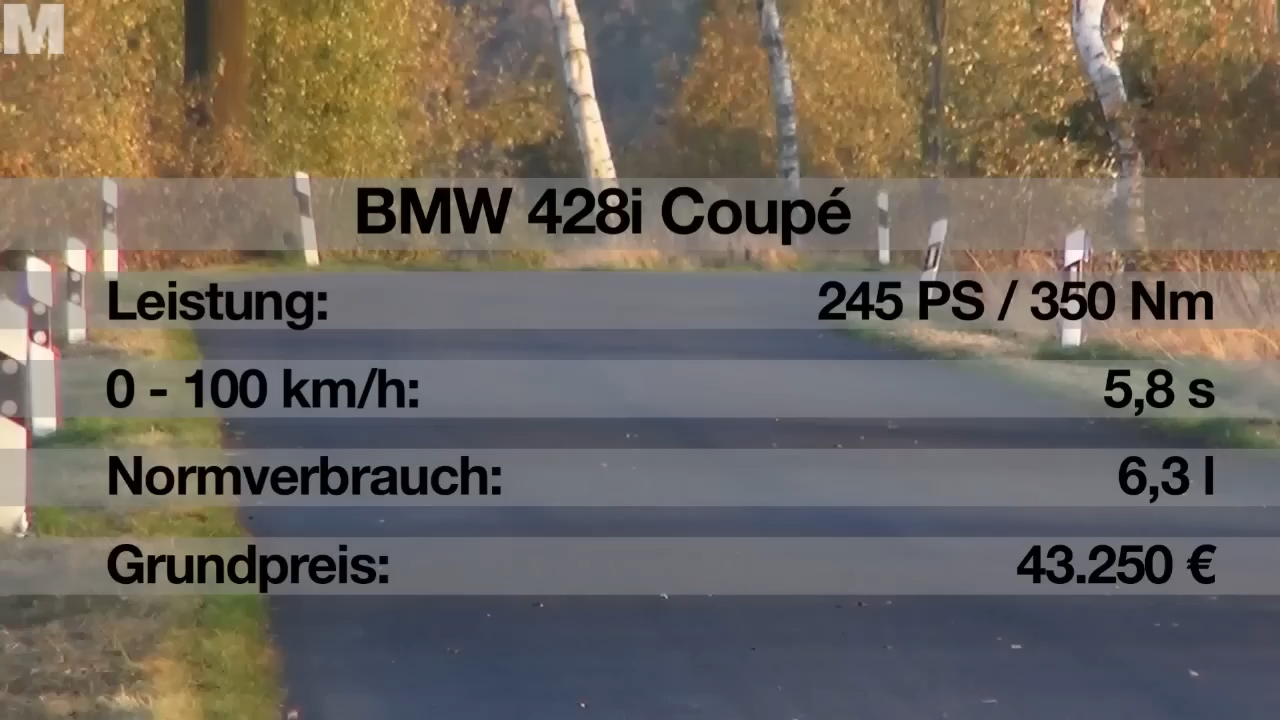 M
BMW 428i Coupé
Leistung: 245 PS / 350 Nm
0 - 100 km/h: 5,8 s
Normverbrauch: 6,3 l
Grundpreis: 43.250 €